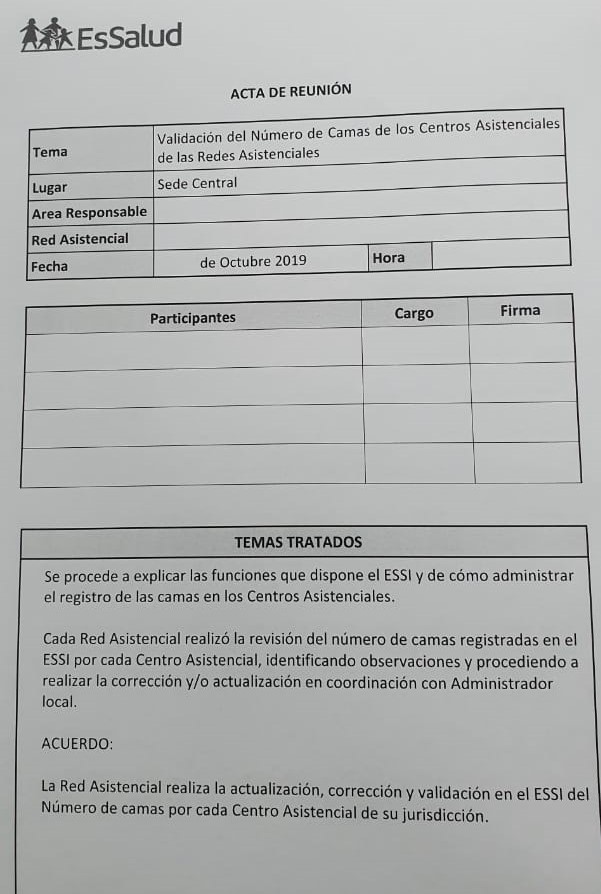 EsSalud
ACTA DE REUNIÓN
Tema
Validación del Número de Camas de los Centros Asistenciales
de las Redes Asistenciales
Lugar
Sede Central
Area Responsable
Red Asistencial
Fecha
de Octubre 2019
Hora
Participantes
Cargo
Firma
TEMAS TRATADOS
Se procede a explicar las funciones que dispone el ESSI y de cómo administrar
el registro de las camas en los Centros Asistenciales.
Cada Red Asistencial realizó la revisión del número de camas registradas en el
ESSI por cada Centro Asistencial, identificando observaciones y procediendo a
realizar la corrección y/o actualización en coordinación con Administrador
local.
ACUERDO:
La Red Asistencial realiza la actualización, corrección y validación en el ESSI del
Número de camas por cada Centro Asistencial de su jurisdicción.